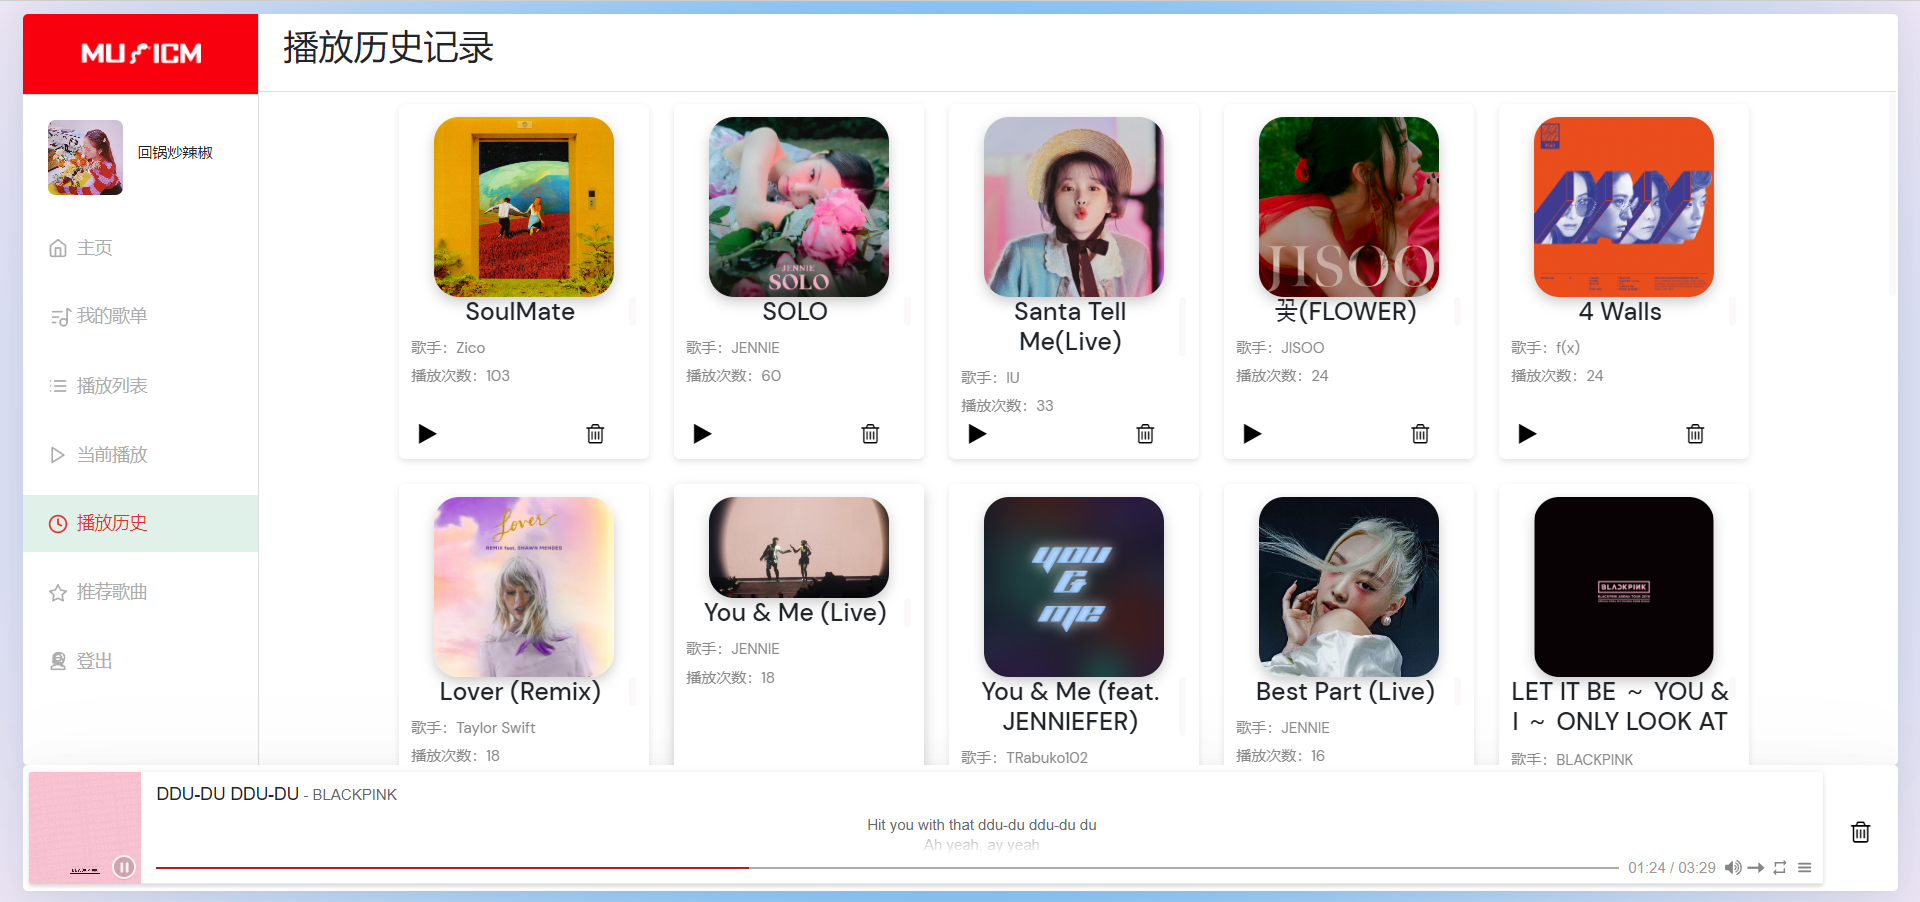 MUSICM
播放历史记录
回锅炒辣椒
主页
我的歌单
播放列表
当前播放
播放历史
推荐歌曲
登出
JENNIE
SOLO
JISOO
SoulMate
歌手：Zico
播放次数：103
SOLO
歌手：JENNIE
播放次数：60
Santa Tell
Me(Live)
歌手：IU
播放次数：33
꽃(FLOWER)
歌手：JISOO
播放次数：24
4 Walls
歌手：f(x)
播放次数：24
Lover
REMIX feat. SHAWN MENDES
Lover (Remix)
歌手：Taylor Swift
播放次数：18
You & Me (Live)
歌手：JENNIE
播放次数：18
you
&
me
You & Me (feat.
JENNIEFER)
歌手：TRabuko102
Best Part (Live)
歌手：JENNIE
播放次数：16
BLACKPINK
LET IT BE ～ YOU &
I ～ ONLY LOOK AT
歌手：BLACKPINK
DDU-DU DDU-DU - BLACKPINK
Hit you with that ddu-du ddu-du du
Ah yeah, ay yeah
01:24 / 03:29